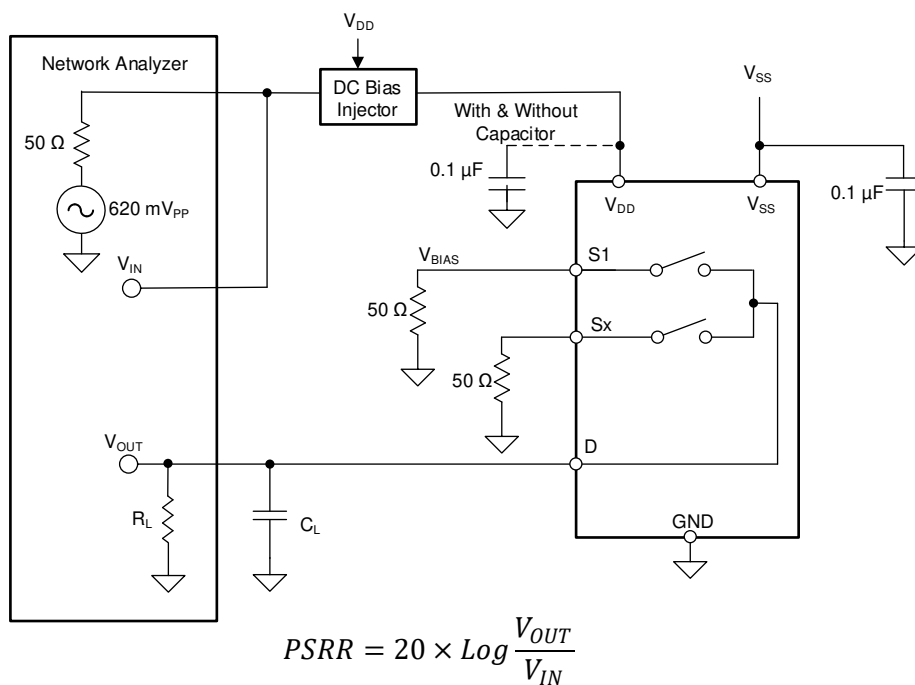 V_DD
Network Analyzer
DC Bias
Injector
V_SS
With & Without
Capacitor
50 Ω
0.1 µF
0.1 µF
620 mV_PP
V_DD
V_SS
V_IN
V_BIAS
S1
50 Ω
Sx
50 Ω
V_OUT
D
R_L
C_L
GND
PSRR = 20 × Log V_OUT / V_IN